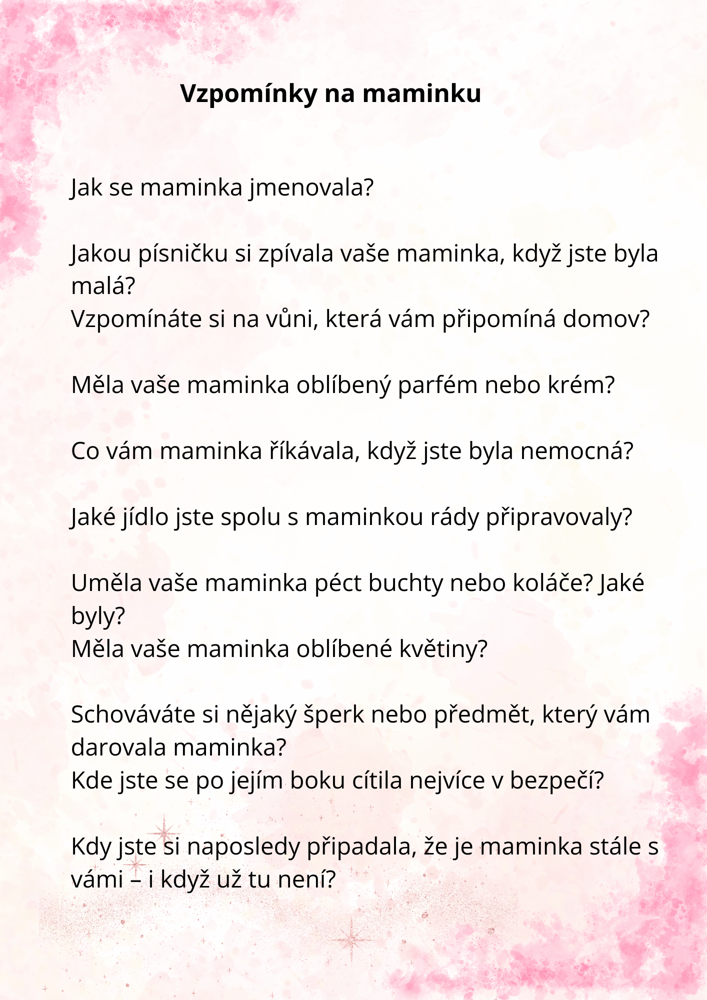 Vzpomínky na maminku
Jak se maminka jmenovala?
Jakou písničku si zpívala vaše maminka, když jste byla
malá?
Vzpomínáte si na vůni, která vám připomíná domov?
Měla vaše maminka oblíbený parfém nebo krém?
Co vám maminka říkávala, když jste byla nemocná?
Jaké jídlo jste spolu s maminkou rády připravovaly?
Uměla vaše maminka péct buchty nebo koláče? Jaké
byly?
Měla vaše maminka oblíbené květiny?
Schováváte si nějaký šperk nebo předmět, který vám
darovala maminka?
Kde jste se po jejím boku cítila nejvíce v bezpečí?
Kdy jste si naposledy připadala, že je maminka stále s
vámi – i když už tu není?